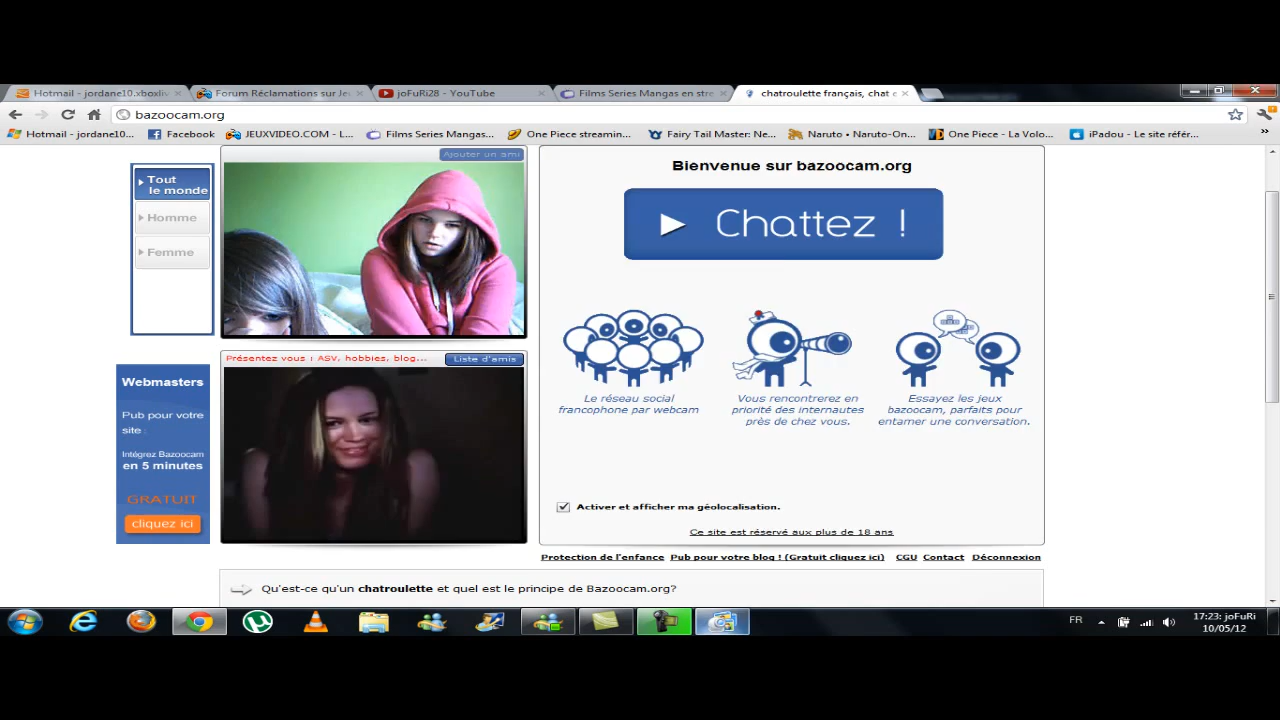 Hotmail - jordane10.xboxliv
Forum Réclamations sur Je
joFuRi28 - YouTube
Films Series Mangas en stre
chatroulette français, chat e
bazoocam.org
Hotmail - jordane10...
Facebook
JEUXVIDEO.COM - L...
Films Series Mangas...
One Piece streamin...
Fairy Tail Master: Ne...
Naruto • Naruto-On...
One Piece - La Volo...
iPadou - Le site référ...
Tout
le monde
Homme
Femme
Ajouter un ami
Bienvenue sur bazoocam.org
Chattez !
Le réseau social
francophone par webcam
Vous rencontrerez en
priorité des internautes
près de chez vous.
Essayez les jeux
bazoocam, parfaits pour
entamer une conversation.
Présentez vous : ASV, hobbies, blog...
Liste d'amis
Webmasters
Pub pour votre
site :
Intégrez Bazoocam
en 5 minutes
GRATUIT
cliquez ici
Activer et afficher ma géolocalisation.
Ce site est réservé aux plus de 18 ans
Protection de l'enfance Pub pour votre blog ! (Gratuit cliquez ici) CGU Contact Déconnexion
Qu'est-ce qu'un chatroulette et quel est le principe de Bazoocam.org?
FR
17:23: joFuRi
10/05/12